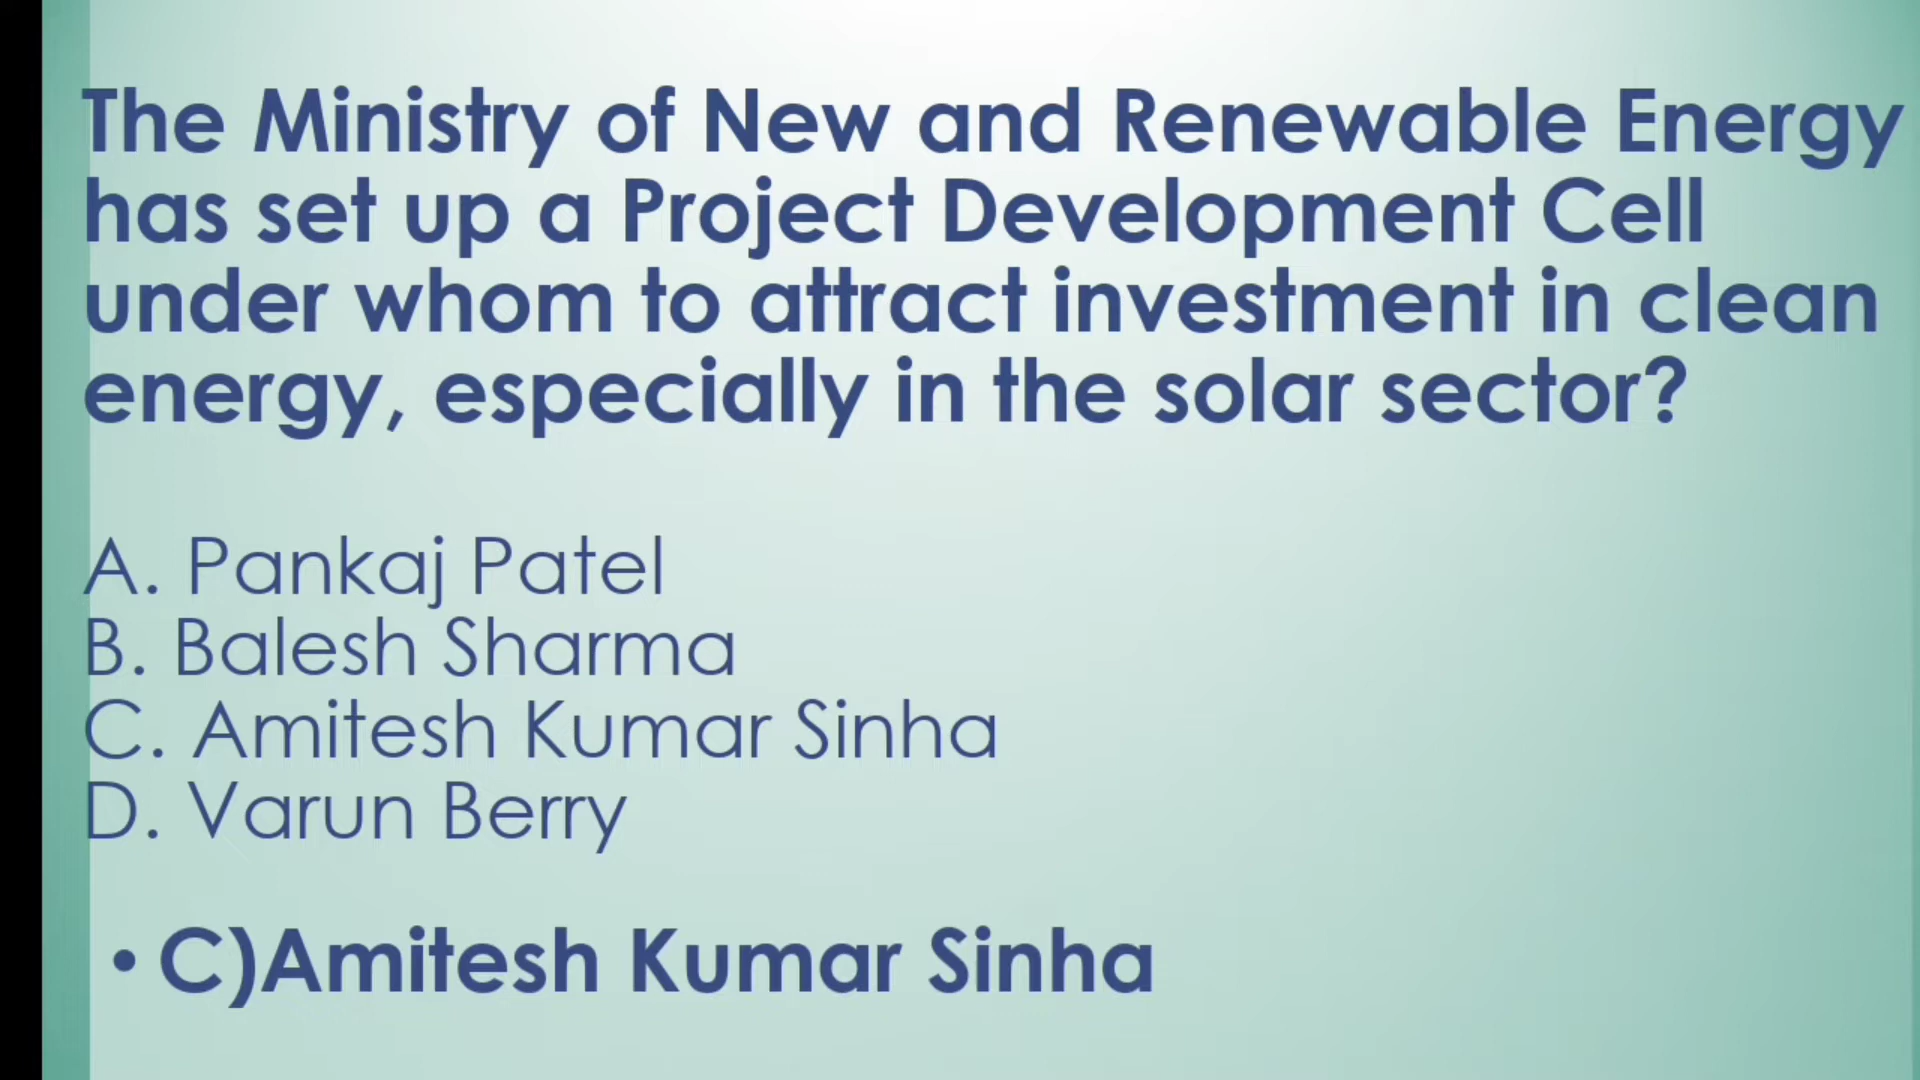 The Ministry of New and Renewable Energy
has set up a Project Development Cell
under whom to attract investment in clean
energy, especially in the solar sector?
A. Pankaj Patel
B. Balesh Sharma
C. Amitesh Kumar Sinha
D. Varun Berry
• C)Amitesh Kumar Sinha